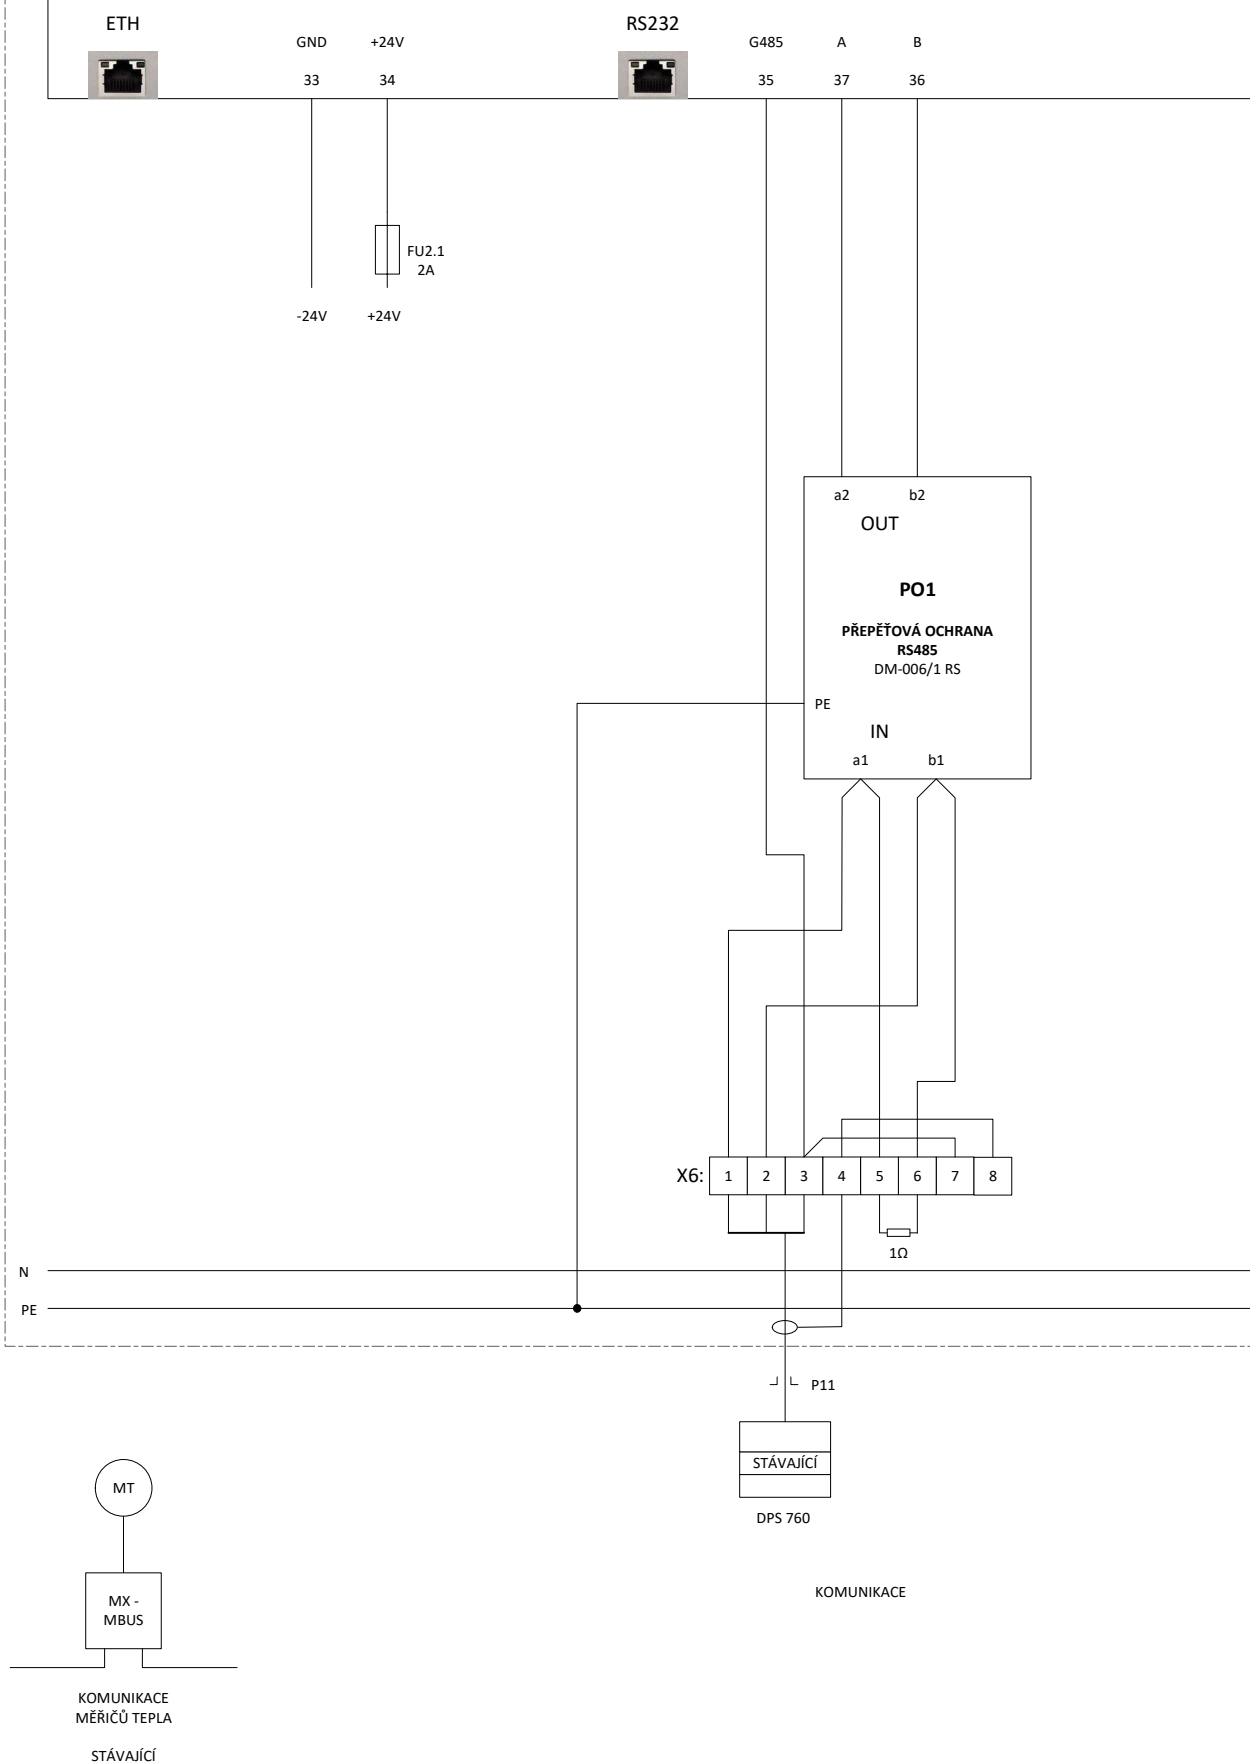 ETH
RS232
GND
+24V
G485
A
B
33
34
35
37
36
FU2.1
2A
-24V
+24V
a2
b2
OUT
PO1
PŘEPĚŤOVÁ OCHRANA
RS485
DM-006/1 RS
PE
IN
a1
b1
X6:
1
2
3
4
5
6
7
8
1Ω
N
PE
P11
STÁVAJÍCÍ
DPS 760
MT
MX -
MBUS
KOMUNIKACE
KOMUNIKACE
MĚŘIČŮ TEPLA
STÁVAJÍCÍ